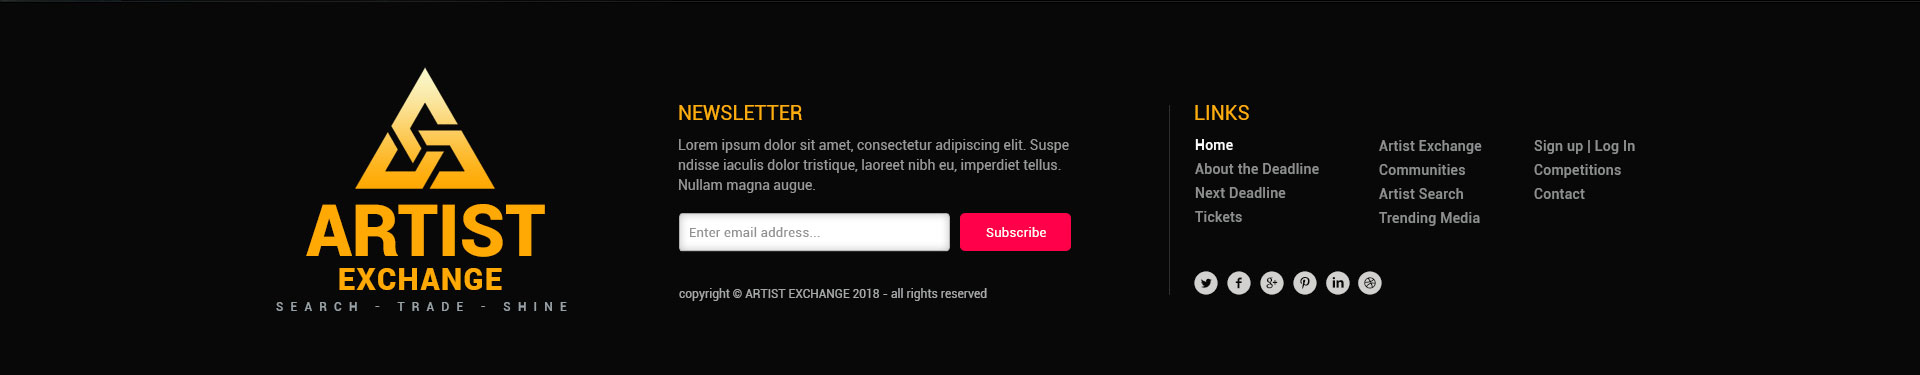 ARTIST
EXCHANGE
SEARCH - TRADE - SHINE
NEWSLETTER
Lorem ipsum dolor sit amet, consectetur adipiscing elit. Suspe
ndisse iaculis dolor tristique, laoreet nibh eu, imperdiet tellus.
Nullam magna augue.
Enter email address...
Subscribe
copyright © ARTIST EXCHANGE 2018 - all rights reserved
LINKS
Home
About the Deadline
Next Deadline
Tickets
Artist Exchange
Communities
Artist Search
Trending Media
Sign up | Log In
Competitions
Contact